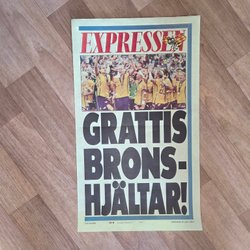 EXPRESSEN
GRATTIS
BRONS-
HJÄLTAR!